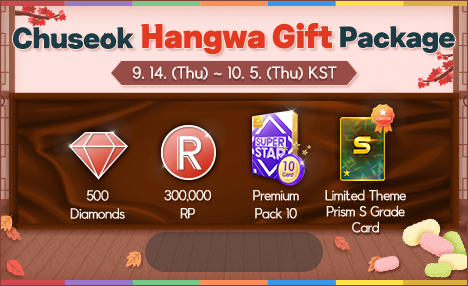 Chuseok Hangwa Gift Package
9. 14. (Thu) ~ 10. 5. (Thu) KST
R
SUPER
STAR
10
Card
S
500
Diamonds
300,000
RP
Premium
Pack 10
Limited Theme
Prism S Grade
Card